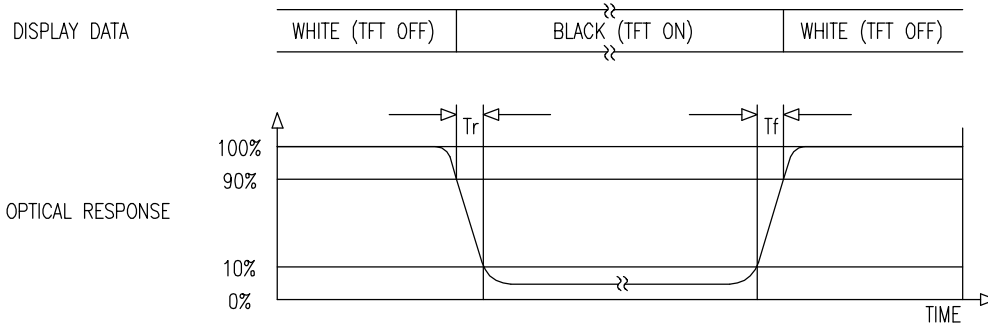 DISPLAY DATA
WHITE (TFT OFF) BLACK (TFT ON) WHITE (TFT OFF)
Tr Tf
100%
90%
OPTICAL RESPONSE
10%
0%
TIME